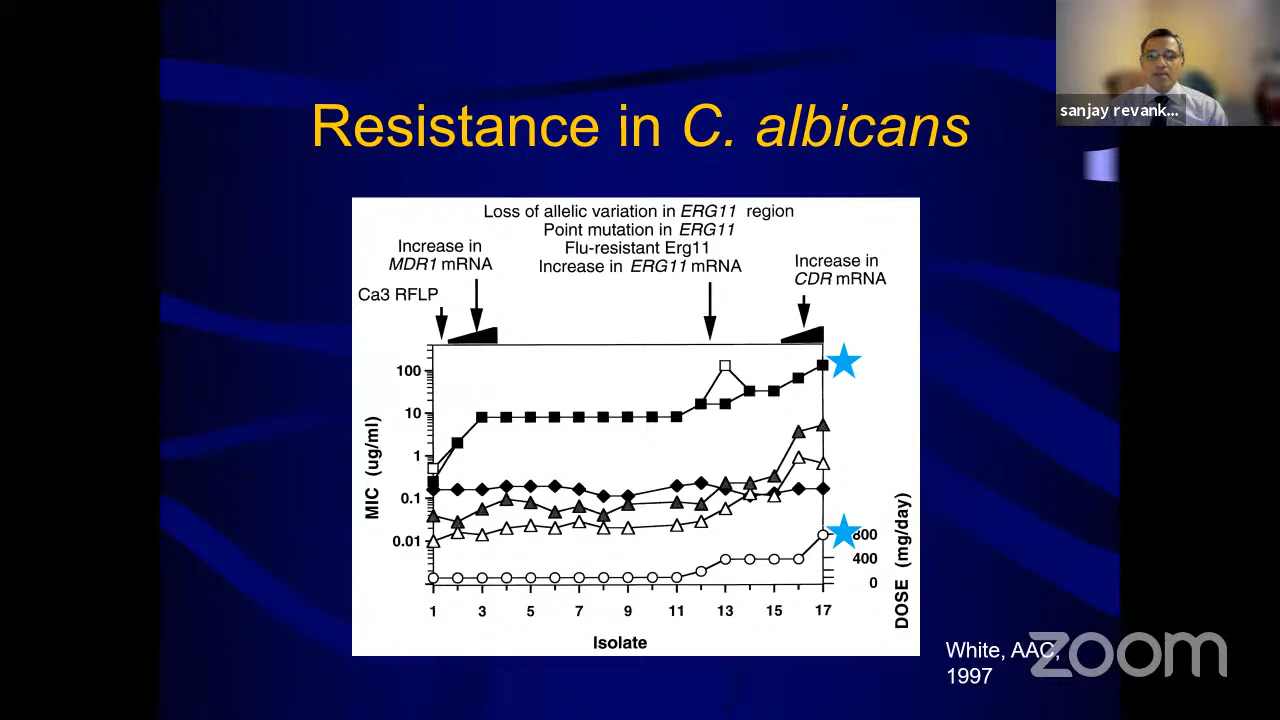 sanjay revank...
Resistance in C. albicans
Loss of allelic variation in ERG11 region
Point mutation in ERG11
Flu-resistant Erg11
Increase in ERG11 mRNA
Increase in
MDR1 mRNA
Increase in
CDR mRNA
Ca3 RFLP
100
10
1
0.1
0.01
MIC (ug/ml)
800
400
0
DOSE (mg/day)
1 3 5 7 9 11 13 15 17
Isolate
White, AAC,
1997
zoom